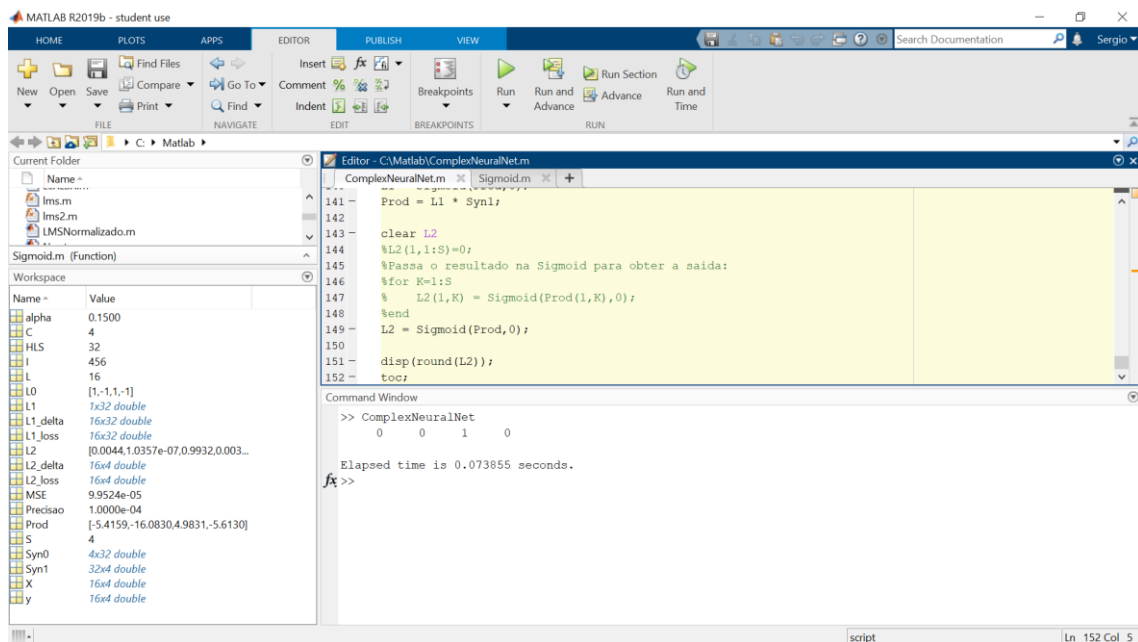 MATLAB R2019b - student use
HOME PLOTS APPS EDITOR PUBLISH VIEW Search Documentation Sergio
New Open Save Find Files Compare Print
FILE
Go To Find
NAVIGATE
Insert fx
Comment %
Indent
EDIT
Breakpoints
BREAKPOINTS
Run Run and Advance Run Section Advance Run and Time
RUN
C: Matlab
Current Folder
Name
lms.m
lms2.m
LMSNormalizado.m
Sigmoid.m (Function)
Workspace
Name Value
alpha 0.1500
C 4
HLS 32
I 456
L 16
L0 [1,-1,1,-1]
L1 1x32 double
L1_delta 16x32 double
L1_loss 16x32 double
L2 [0.0044,1.0357e-07,0.9932,0.003...
L2_delta 16x4 double
L2_loss 16x4 double
MSE 9.9524e-05
Precisao 1.0000e-04
Prod [-5.4159,-16.0830,4.9831,-5.6130]
S 4
Syn0 4x32 double
Syn1 32x4 double
X 16x4 double
y 16x4 double
Editor - C:\Matlab\ComplexNeuralNet.m
ComplexNeuralNet.m Sigmoid.m +
141 - Prod = L1 * Syn1;
142
143 - clear L2
144 %L2(1,1:S)=0;
145 %Passa o resultado na Sigmoid para obter a saida:
146 %for K=1:S
147 % L2(1,K) = Sigmoid(Prod(1,K),0);
148 %end
149 - L2 = Sigmoid(Prod,0);
150
151 - disp(round(L2));
152 - toc;
Command Window
>> ComplexNeuralNet
0 0 1 0
Elapsed time is 0.073855 seconds.
fx >>
script Ln 152 Col 5